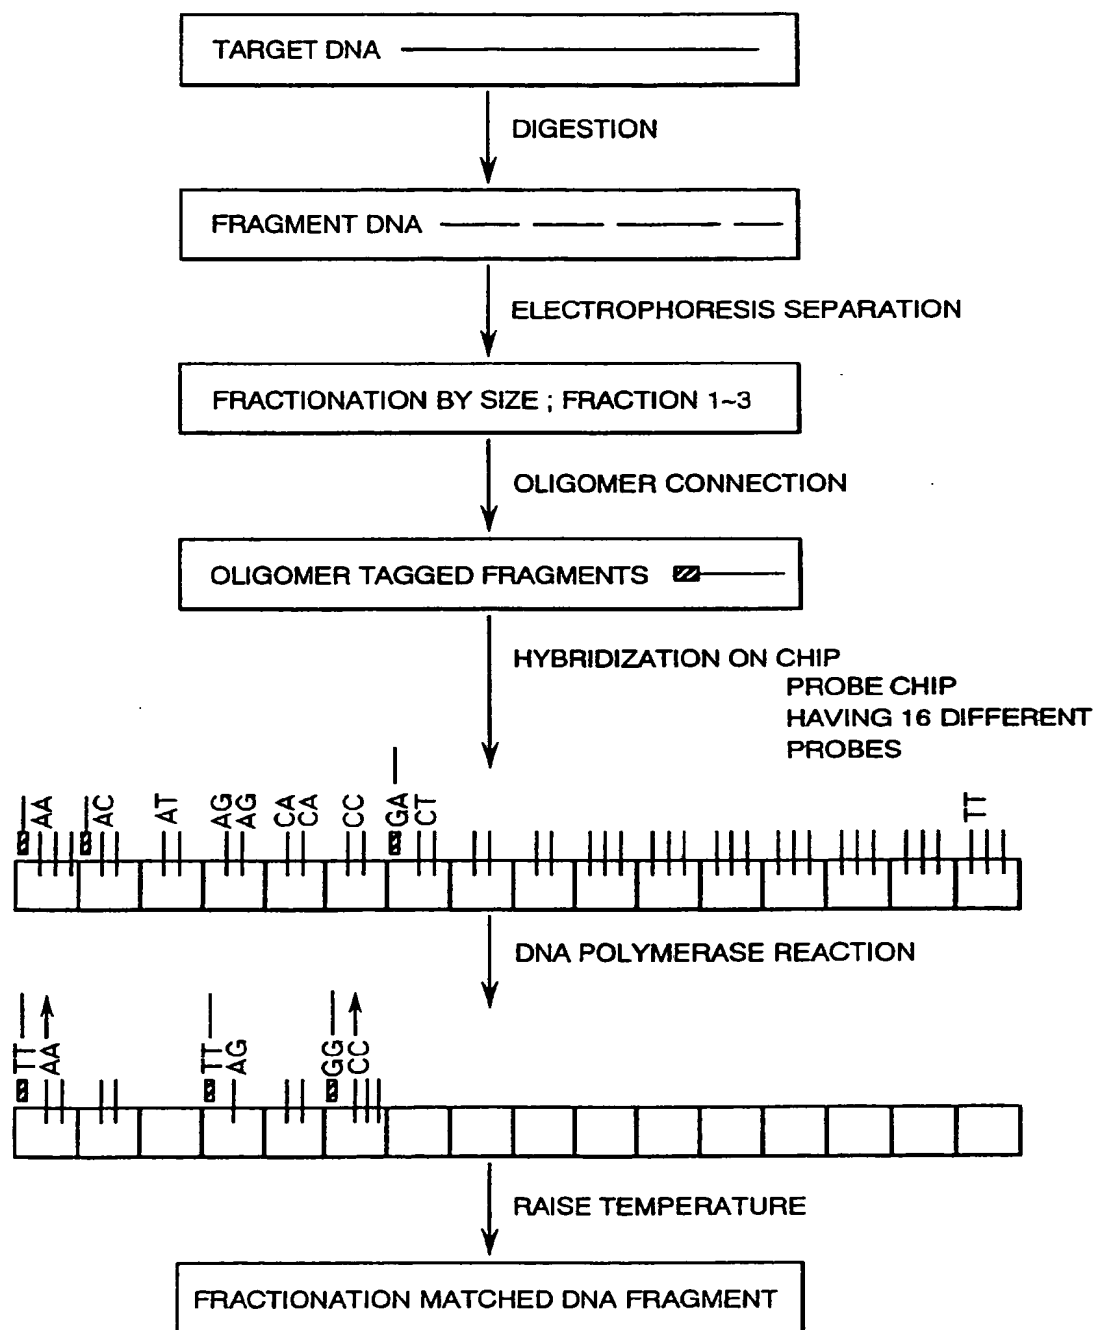 TARGET DNA
DIGESTION
FRAGMENT DNA
ELECTROPHORESIS SEPARATION
FRACTIONATION BY SIZE ; FRACTION 1~3
OLIGOMER CONNECTION
OLIGOMER TAGGED FRAGMENTS
HYBRIDIZATION ON CHIP
PROBE CHIP
HAVING 16 DIFFERENT
PROBES
AA
AC
AT
AG
AG
CA
CA
CC
GA
CT
TT
DNA POLYMERASE REACTION
TT
AA
TT
AG
GG
CC
RAISE TEMPERATURE
FRACTIONATION MATCHED DNA FRAGMENT